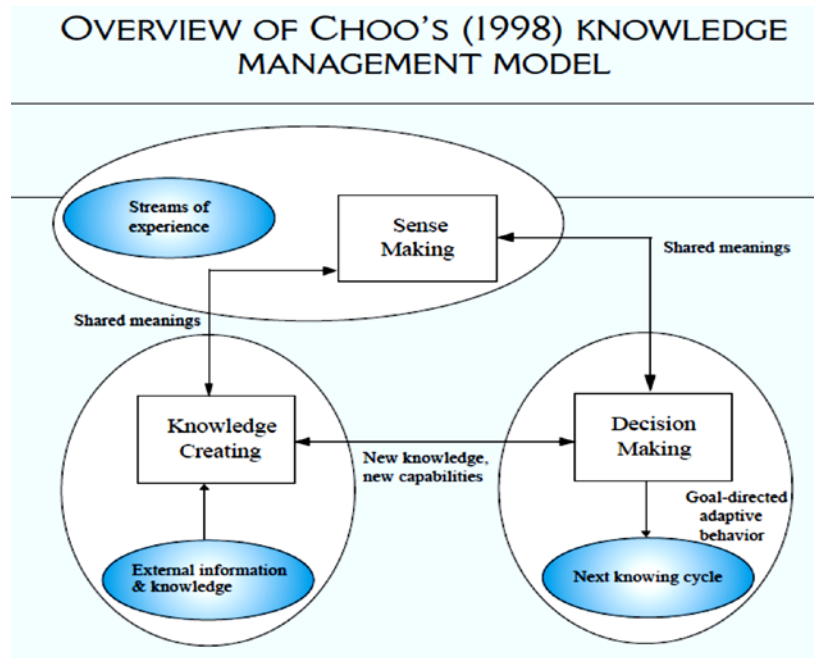 OVERVIEW OF CHOO'S (1998) KNOWLEDGE
MANAGEMENT MODEL
Streams of
experience
Sense
Making
Shared meanings
Shared meanings
Knowledge
Creating
New knowledge,
new capabilities
Decision
Making
Goal-directed
adaptive
behavior
External information
& knowledge
Next knowing cycle